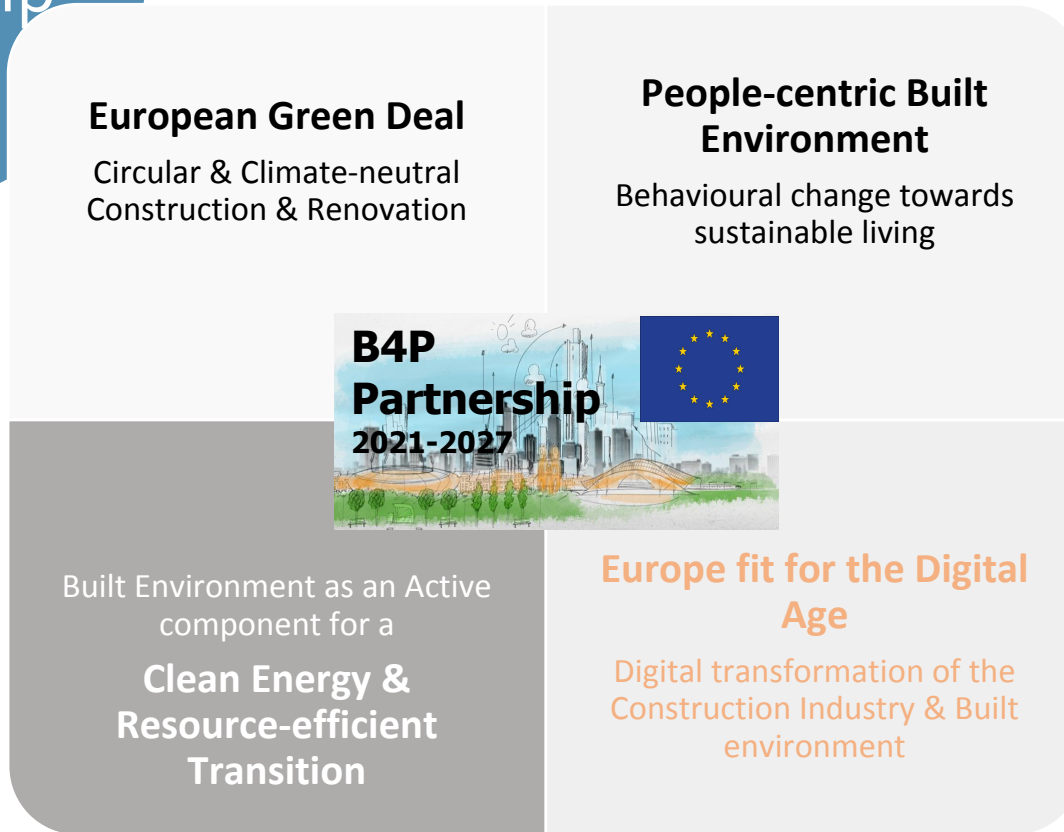 European Green Deal
Circular & Climate-neutral
Construction & Renovation
People-centric Built
Environment
Behavioural change towards
sustainable living
B4P
Partnership
2021-2027
Built Environment as an Active
component for a
Clean Energy &
Resource-efficient
Transition
Europe fit for the Digital
Age
Digital transformation of the
Construction Industry & Built
environment